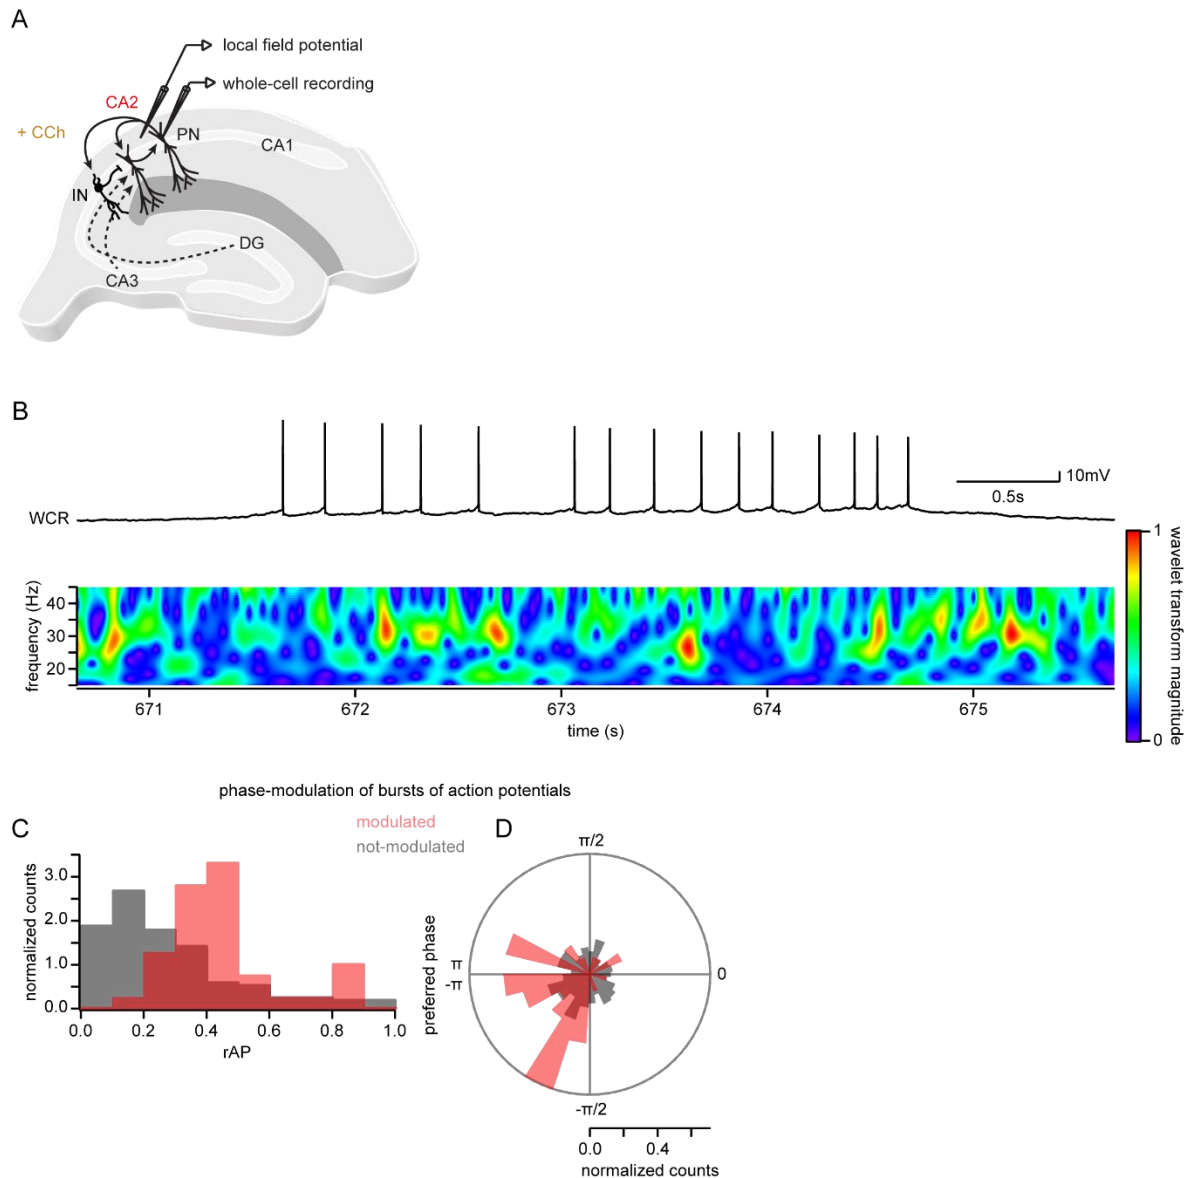 A
local field potential
whole-cell recording
CA2
+ CCh
PN
CA1
IN
DG
CA3
B
10mV
0.5s
WCR
1
wavelet transform magnitude
0
frequency (Hz)
40
30
20
671 672 673 674 675
time (s)
phase-modulation of bursts of action potentials
modulated
not-modulated
C
normalized counts
3.0
2.0
1.0
0.0
0.0 0.2 0.4 0.6 0.8 1.0
rAP
D
π/2
preferred phase
π
-π
0
-π/2
0.0 0.4
normalized counts